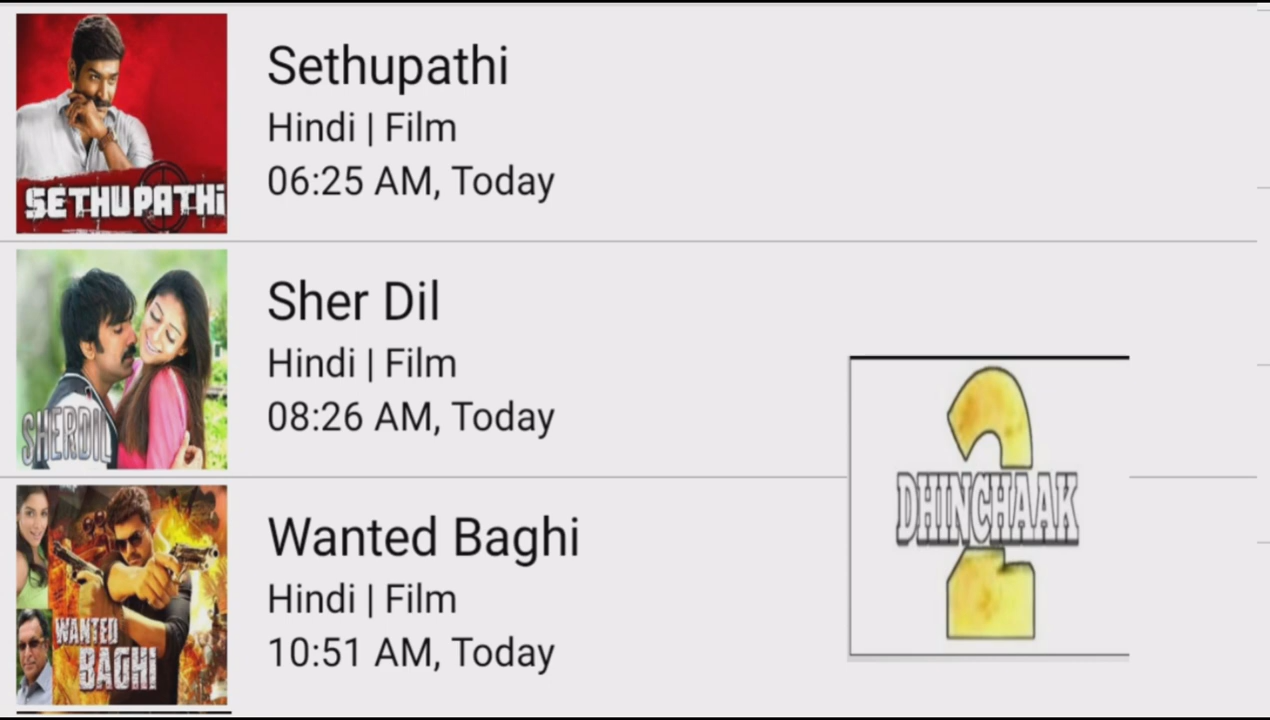 SETHUPATHi
Sethupathi
Hindi | Film
06:25 AM, Today
SHERDIL
Sher Dil
Hindi | Film
08:26 AM, Today
WANTED
BAGHI
Wanted Baghi
Hindi | Film
10:51 AM, Today
2
DHINCHAAK